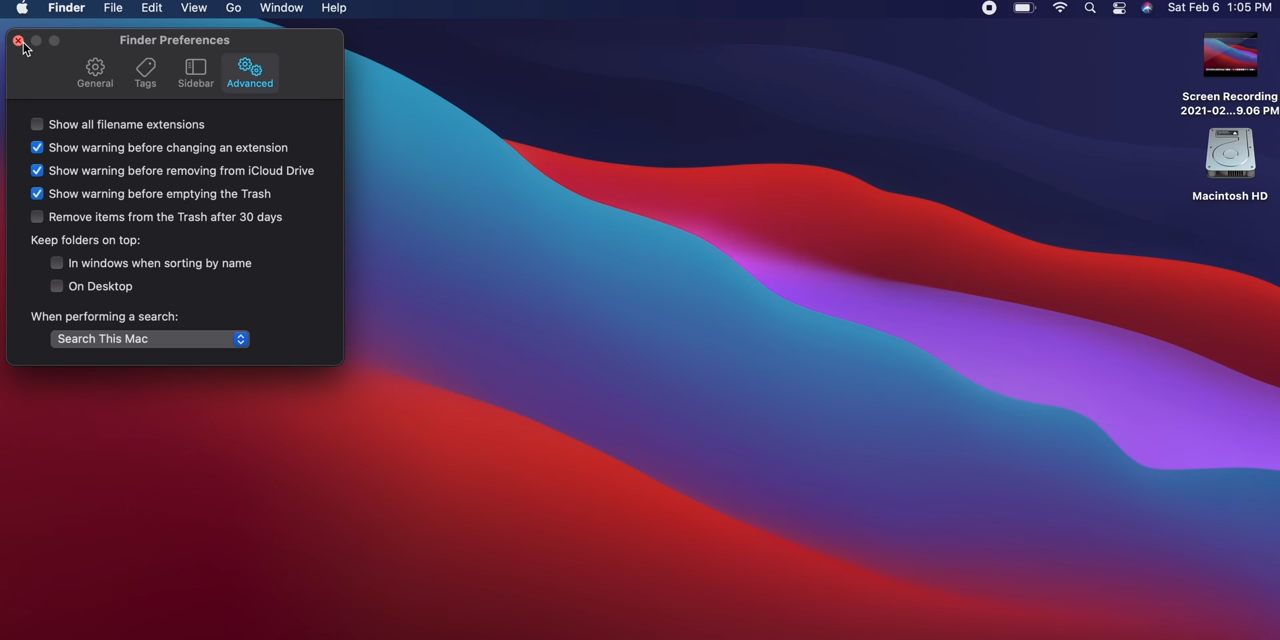 Finder File Edit View Go Window Help Sat Feb 6 1:05 PM
Finder Preferences
General Tags Sidebar Advanced
Show all filename extensions
Show warning before changing an extension
Show warning before removing from iCloud Drive
Show warning before emptying the Trash
Remove items from the Trash after 30 days
Keep folders on top:
In windows when sorting by name
On Desktop
When performing a search:
Search This Mac
Screen Recording
2021-02...9.06 PM
Macintosh HD